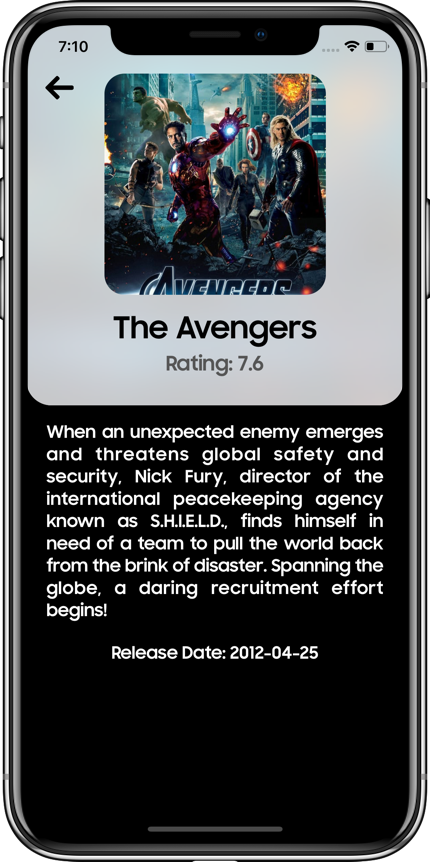 7:10
AVENGERS
The Avengers
Rating: 7.6
When an unexpected enemy emerges
and threatens global safety and
security, Nick Fury, director of the
international peacekeeping agency
known as S.H.I.E.L.D., finds himself in
need of a team to pull the world back
from the brink of disaster. Spanning the
globe, a daring recruitment effort
begins!
Release Date: 2012-04-25